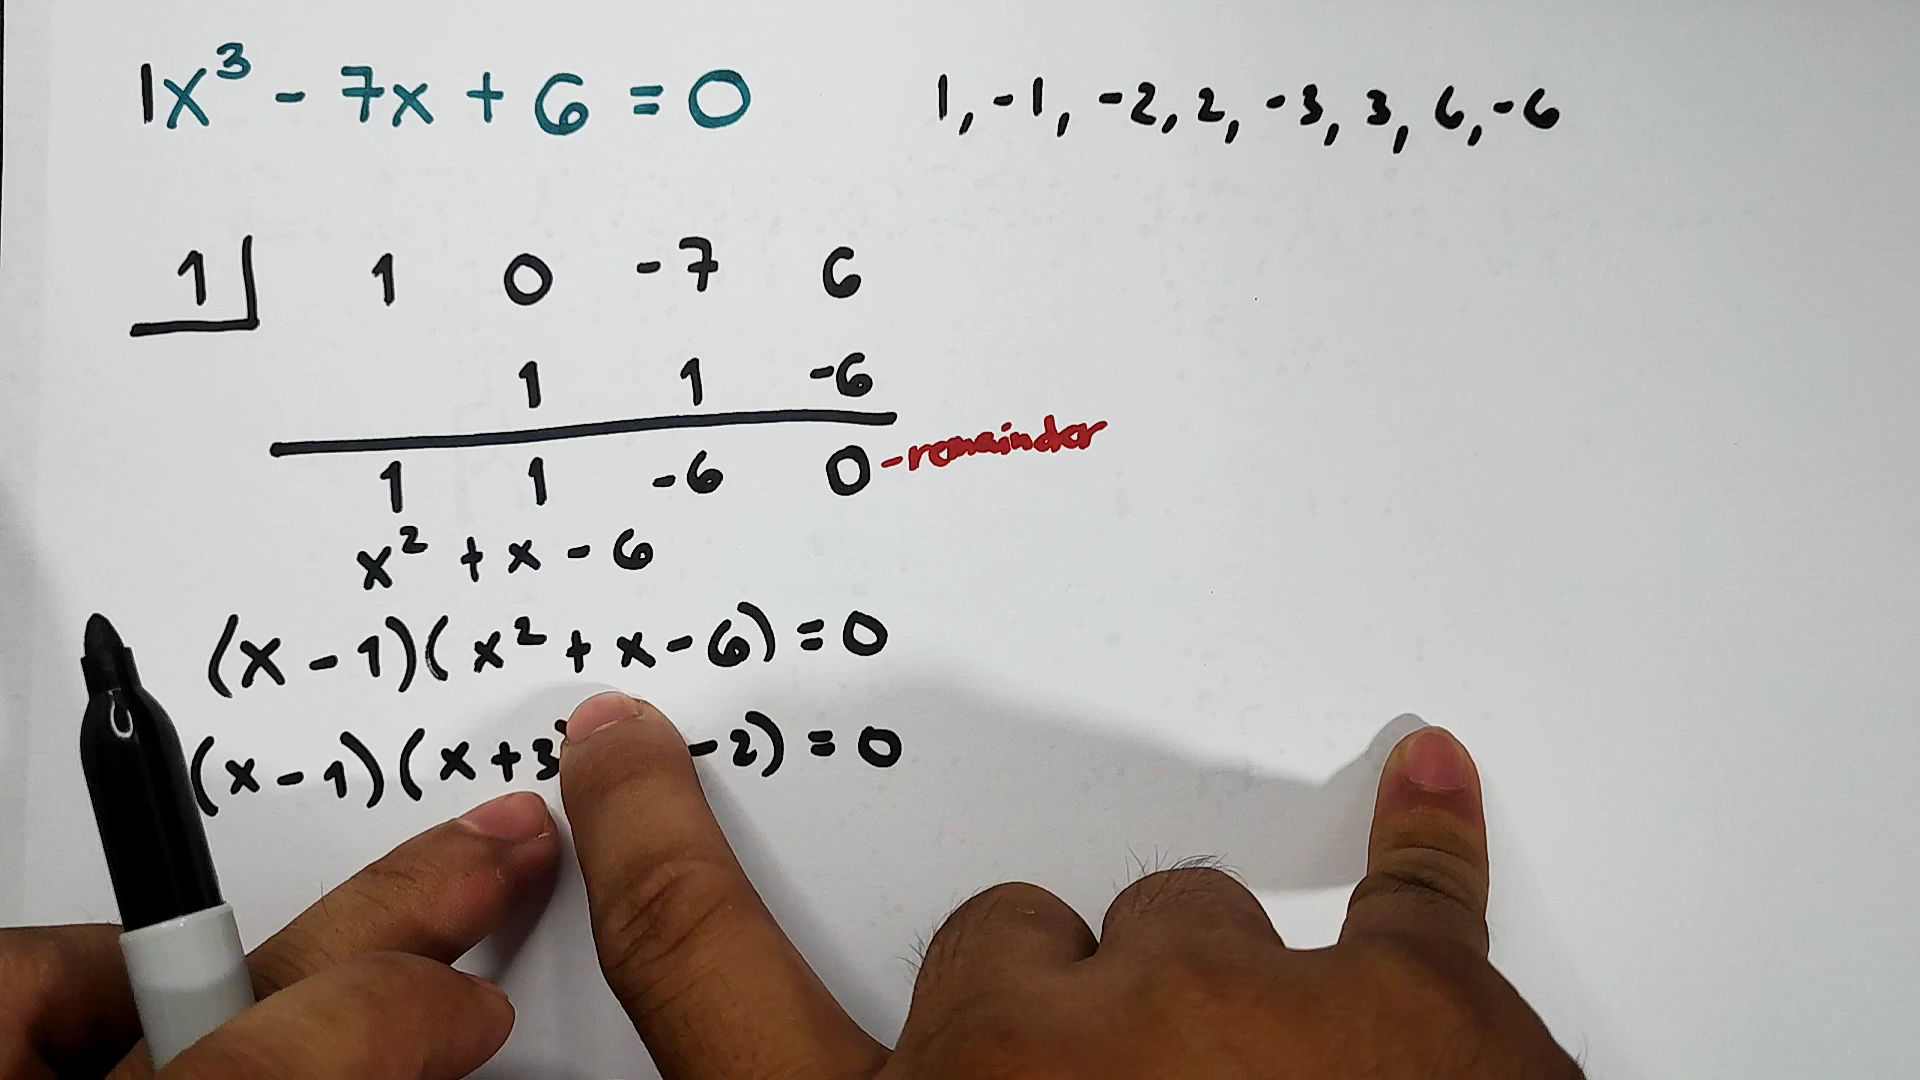 1x³ - 7x + 6 = 0
1, -1, -2, 2, -3, 3, 6, -6
1 1 0 -7 6
1 1 -6
1 1 -6 0 - remainder
x² + x - 6
(x - 1)(x² + x - 6) = 0
(x - 1)(x + 3) - 2) = 0